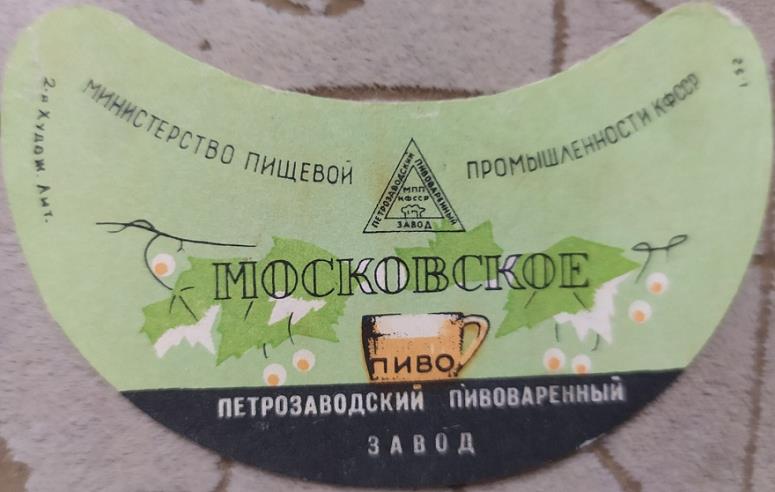 МИНИСТЕРСТВО ПИЩЕВОЙ ПРОМЫШЛЕННОСТИ КФССР
2-я Худож. Лит.
ПЕТРОЗАВОДСКИЙ ПИВОВАРЕННЫЙ
МПП
КФССР
ЗАВОД
МОСКОВСКОЕ
ПИВО
ПЕТРОЗАВОДСКИЙ ПИВОВАРЕННЫЙ
ЗАВОД